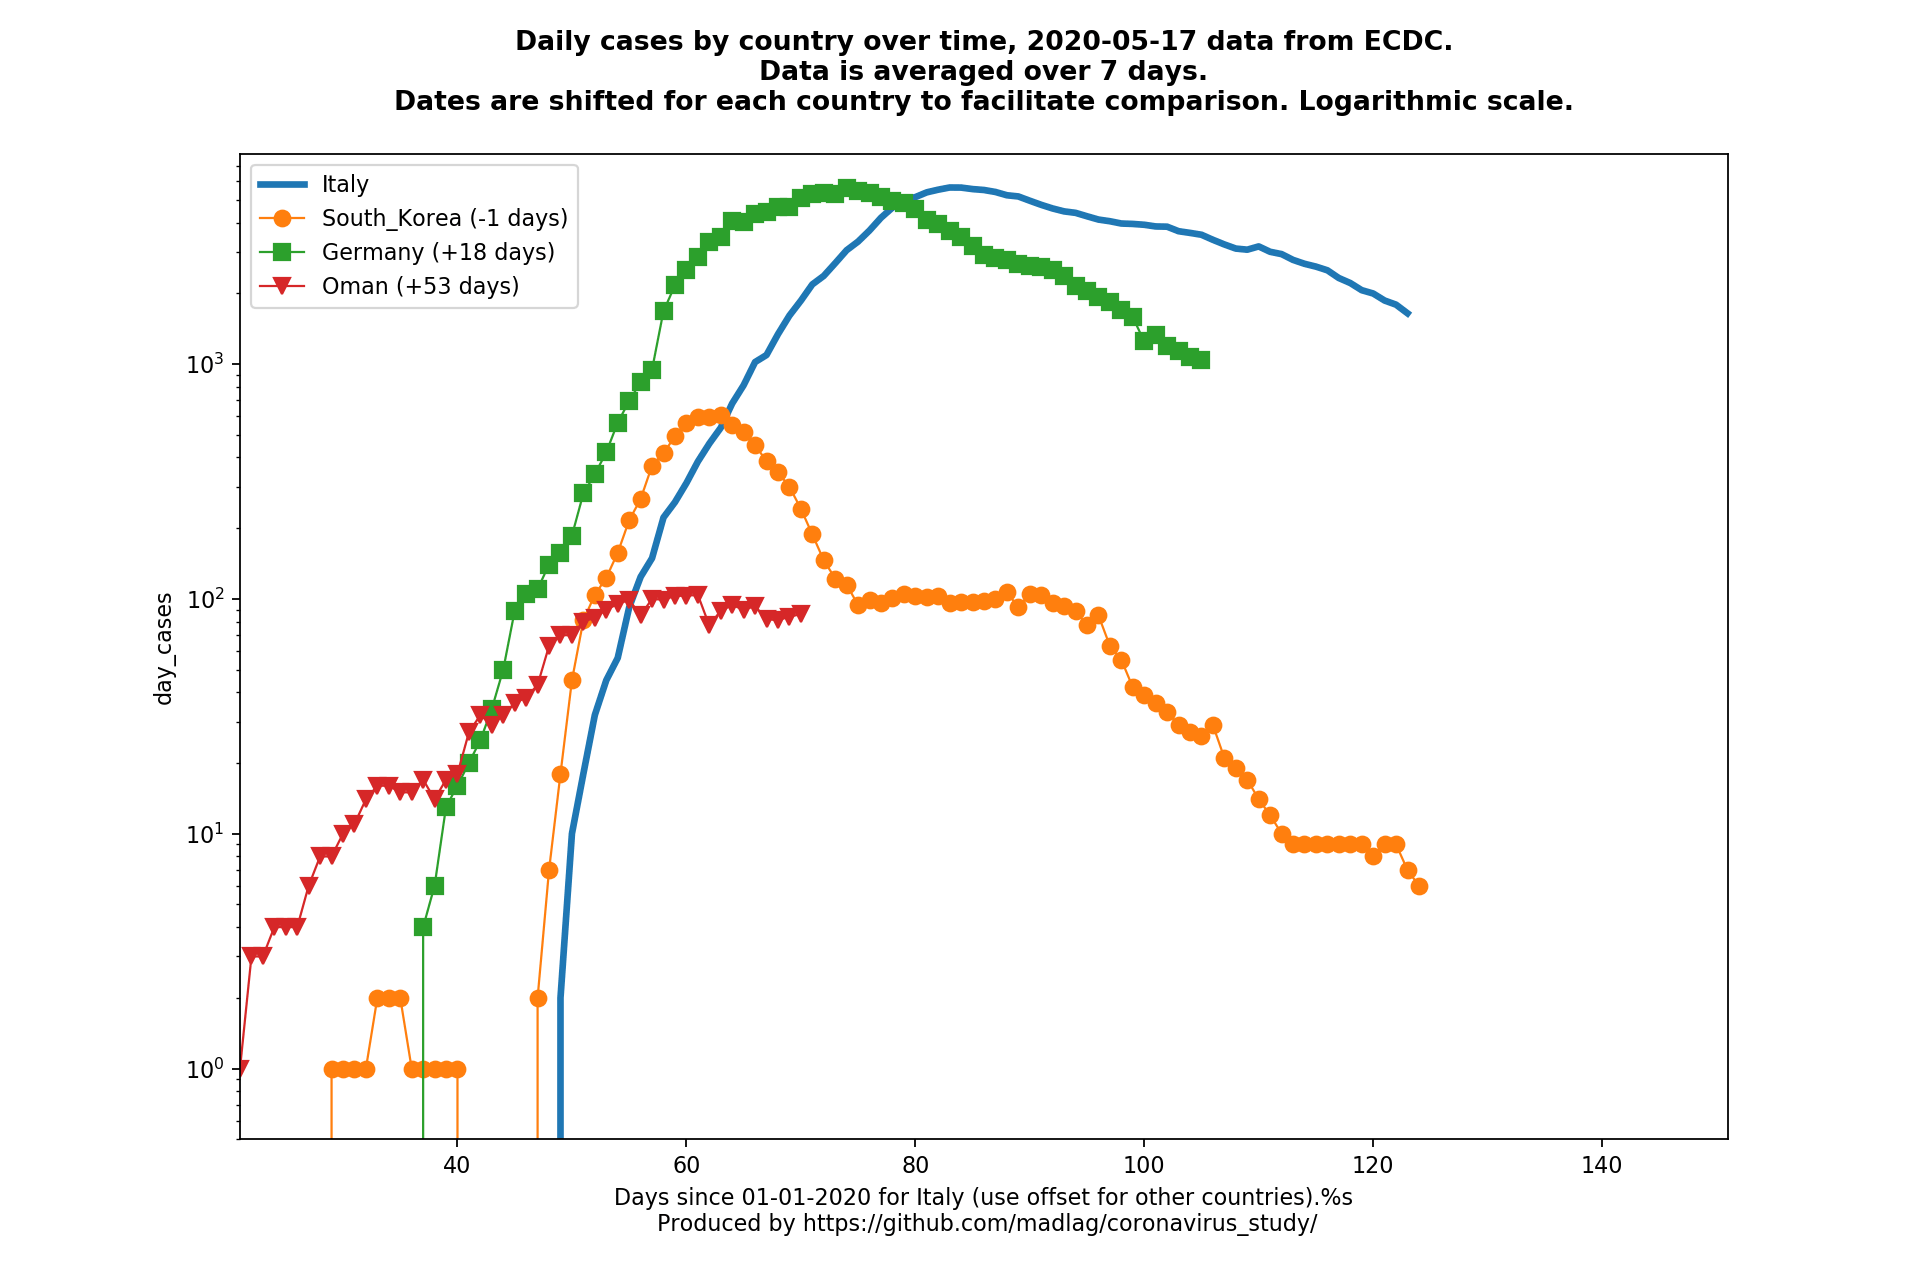 Daily cases by country over time, 2020-05-17 data from ECDC.
Data is averaged over 7 days.
Dates are shifted for each country to facilitate comparison. Logarithmic scale.
Italy
South_Korea (-1 days)
Germany (+18 days)
Oman (+53 days)
10³
10²
10¹
10⁰
day_cases
40 60 80 100 120 140
Days since 01-01-2020 for Italy (use offset for other countries).%s
Produced by https://github.com/madlag/coronavirus_study/